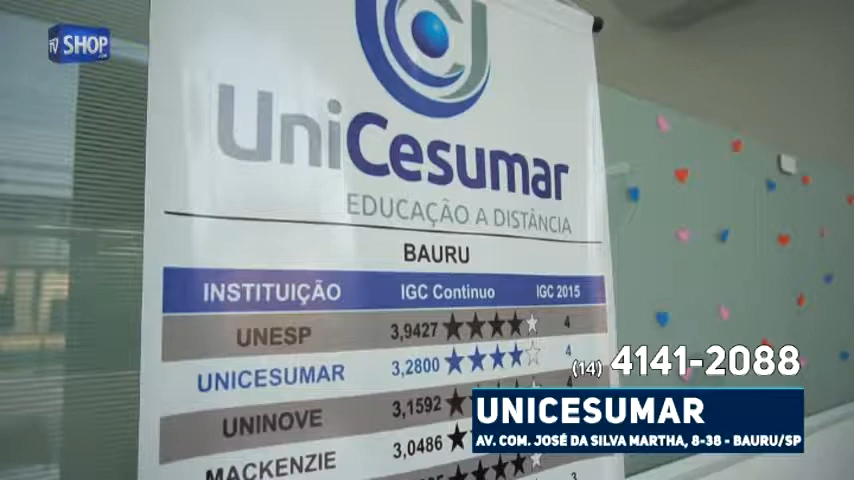 TV SHOP
.com
UniCesumar
EDUCAÇÃO A DISTÂNCIA
BAURU
INSTITUIÇÃO IGC Continuo IGC 2015
UNESP 3,9427 ★★★★☆ 4
UNICESUMAR 3,2800 ★★★★☆ 4
UNINOVE 3,1592 ★ 4
MACKENZIE 3,0486 ★
(14) 4141-2088
UNICESUMAR
AV. COM. JOSÉ DA SILVA MARTHA, 8-38 - BAURU/SP